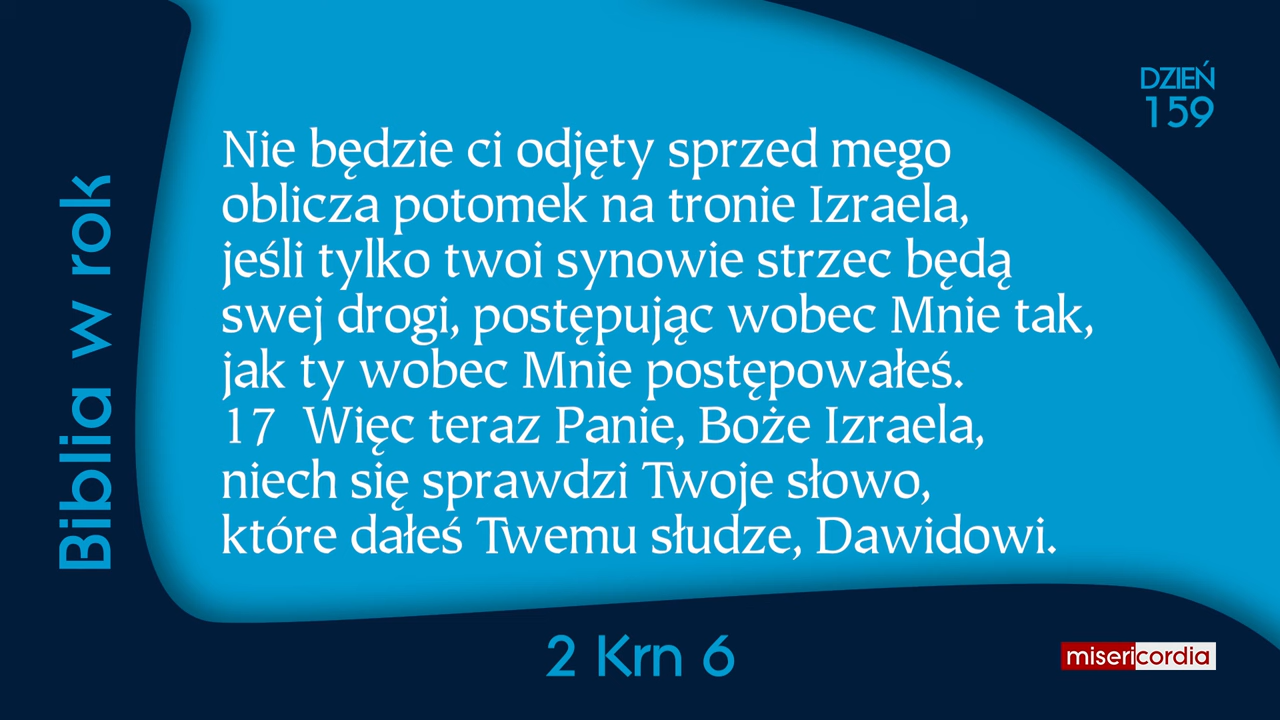 DZIEŃ
159
Biblia w rok
Nie będzie ci odjęty sprzed mego
oblicza potomek na tronie Izraela,
jeśli tylko twoi synowie strzec będą
swej drogi, postępując wobec Mnie tak,
jak ty wobec Mnie postępowałeś.
17 Więc teraz Panie, Boże Izraela,
niech się sprawdzi Twoje słowo,
które dałeś Twemu słudze, Dawidowi.
2 Krn 6
misericordia